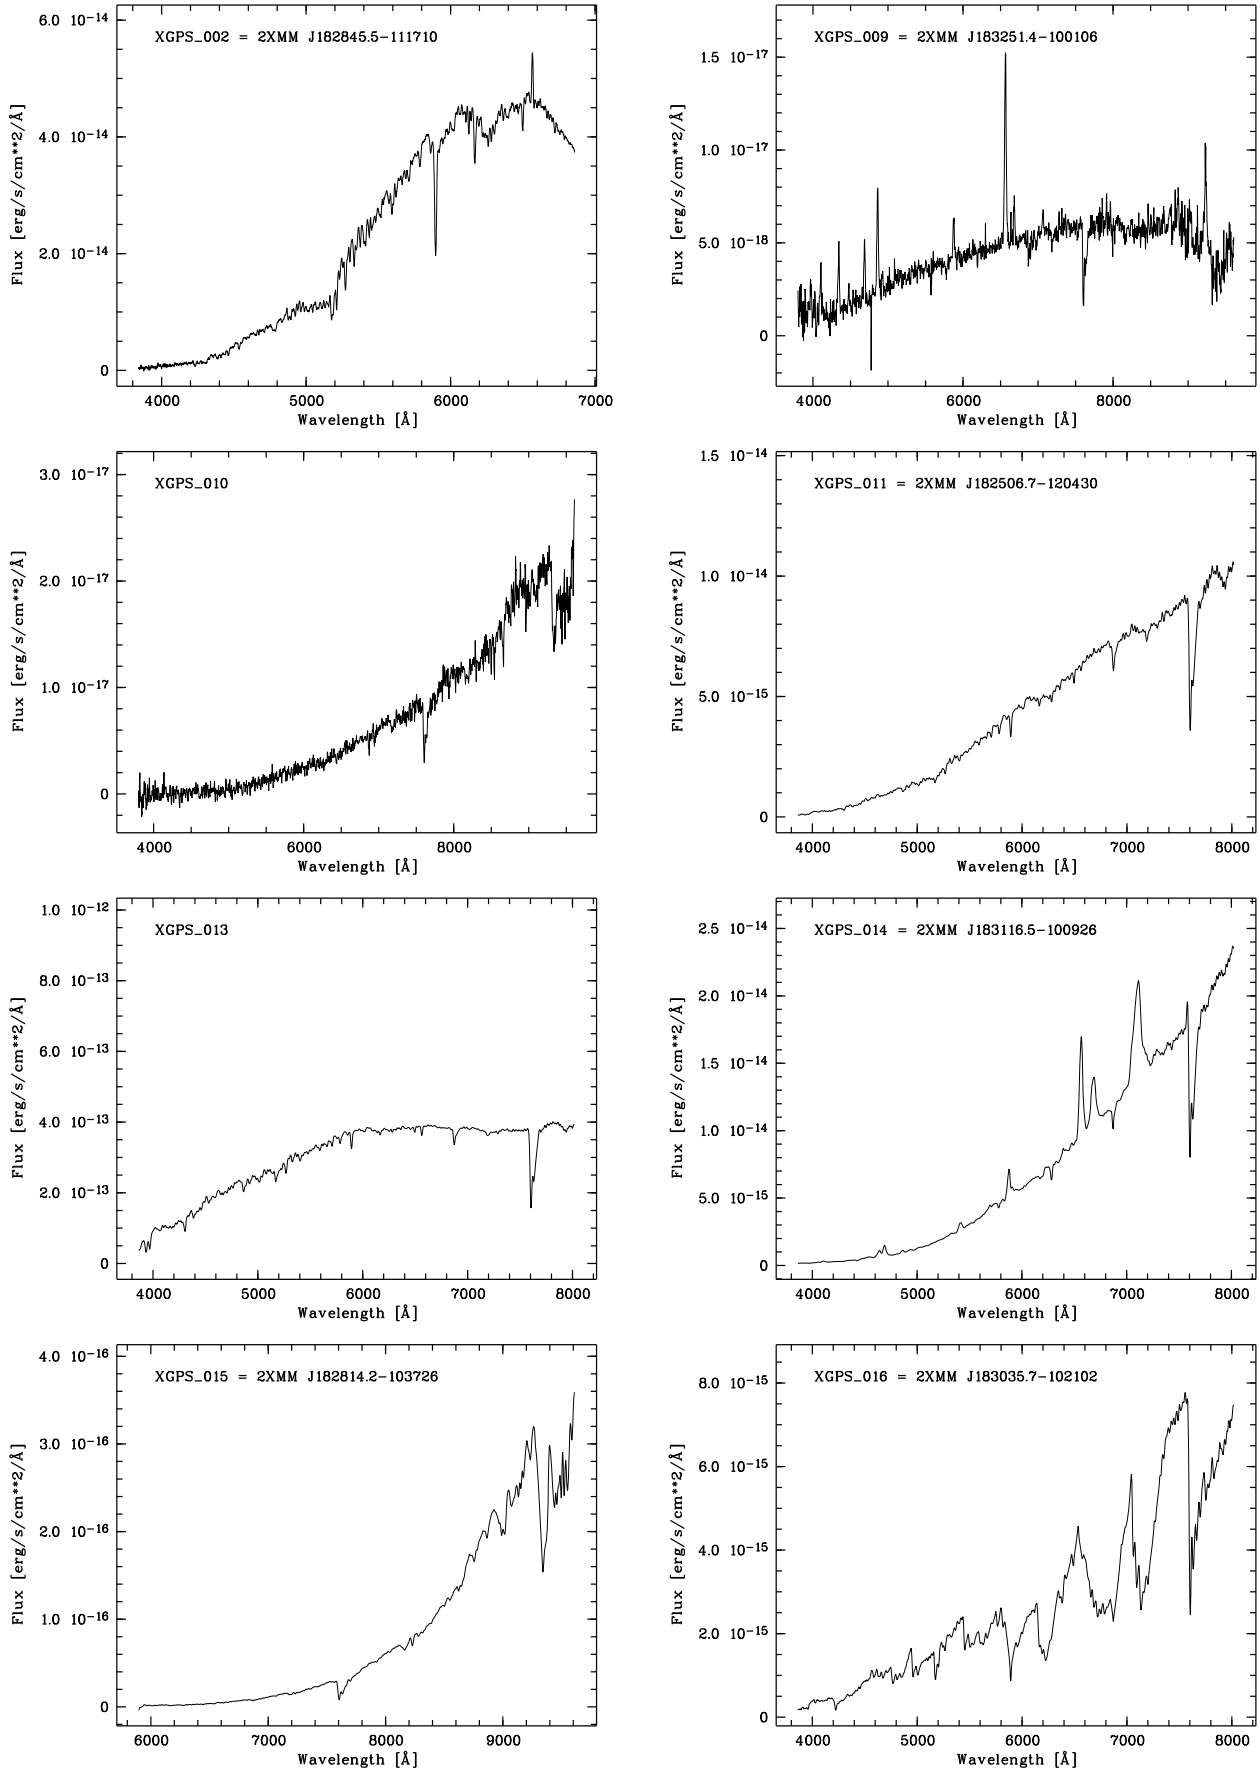 XGPS_002 = 2XMM J182845.5-111710
6.0 10-14
4.0 10-14
2.0 10-14
0
Flux [erg/s/cm**2/Å]
4000 5000 6000 7000
Wavelength [Å]
XGPS_009 = 2XMM J183251.4-100106
1.5 10-17
1.0 10-17
5.0 10-18
0
Flux [erg/s/cm**2/Å]
4000 6000 8000
Wavelength [Å]
XGPS_010
3.0 10-17
2.0 10-17
1.0 10-17
0
Flux [erg/s/cm**2/Å]
4000 6000 8000
Wavelength [Å]
XGPS_011 = 2XMM J182506.7-120430
1.5 10-14
1.0 10-14
5.0 10-15
0
Flux [erg/s/cm**2/Å]
4000 5000 6000 7000 8000
Wavelength [Å]
XGPS_013
1.0 10-12
8.0 10-13
6.0 10-13
4.0 10-13
2.0 10-13
0
Flux [erg/s/cm**2/Å]
4000 5000 6000 7000 8000
Wavelength [Å]
XGPS_014 = 2XMM J183116.5-100926
2.5 10-14
2.0 10-14
1.5 10-14
1.0 10-14
5.0 10-15
0
Flux [erg/s/cm**2/Å]
4000 5000 6000 7000 8000
Wavelength [Å]
XGPS_015 = 2XMM J182814.2-103726
4.0 10-16
3.0 10-16
2.0 10-16
1.0 10-16
0
Flux [erg/s/cm**2/Å]
6000 7000 8000 9000
Wavelength [Å]
XGPS_016 = 2XMM J183035.7-102102
8.0 10-15
6.0 10-15
4.0 10-15
2.0 10-15
0
Flux [erg/s/cm**2/Å]
4000 5000 6000 7000 8000
Wavelength [Å]